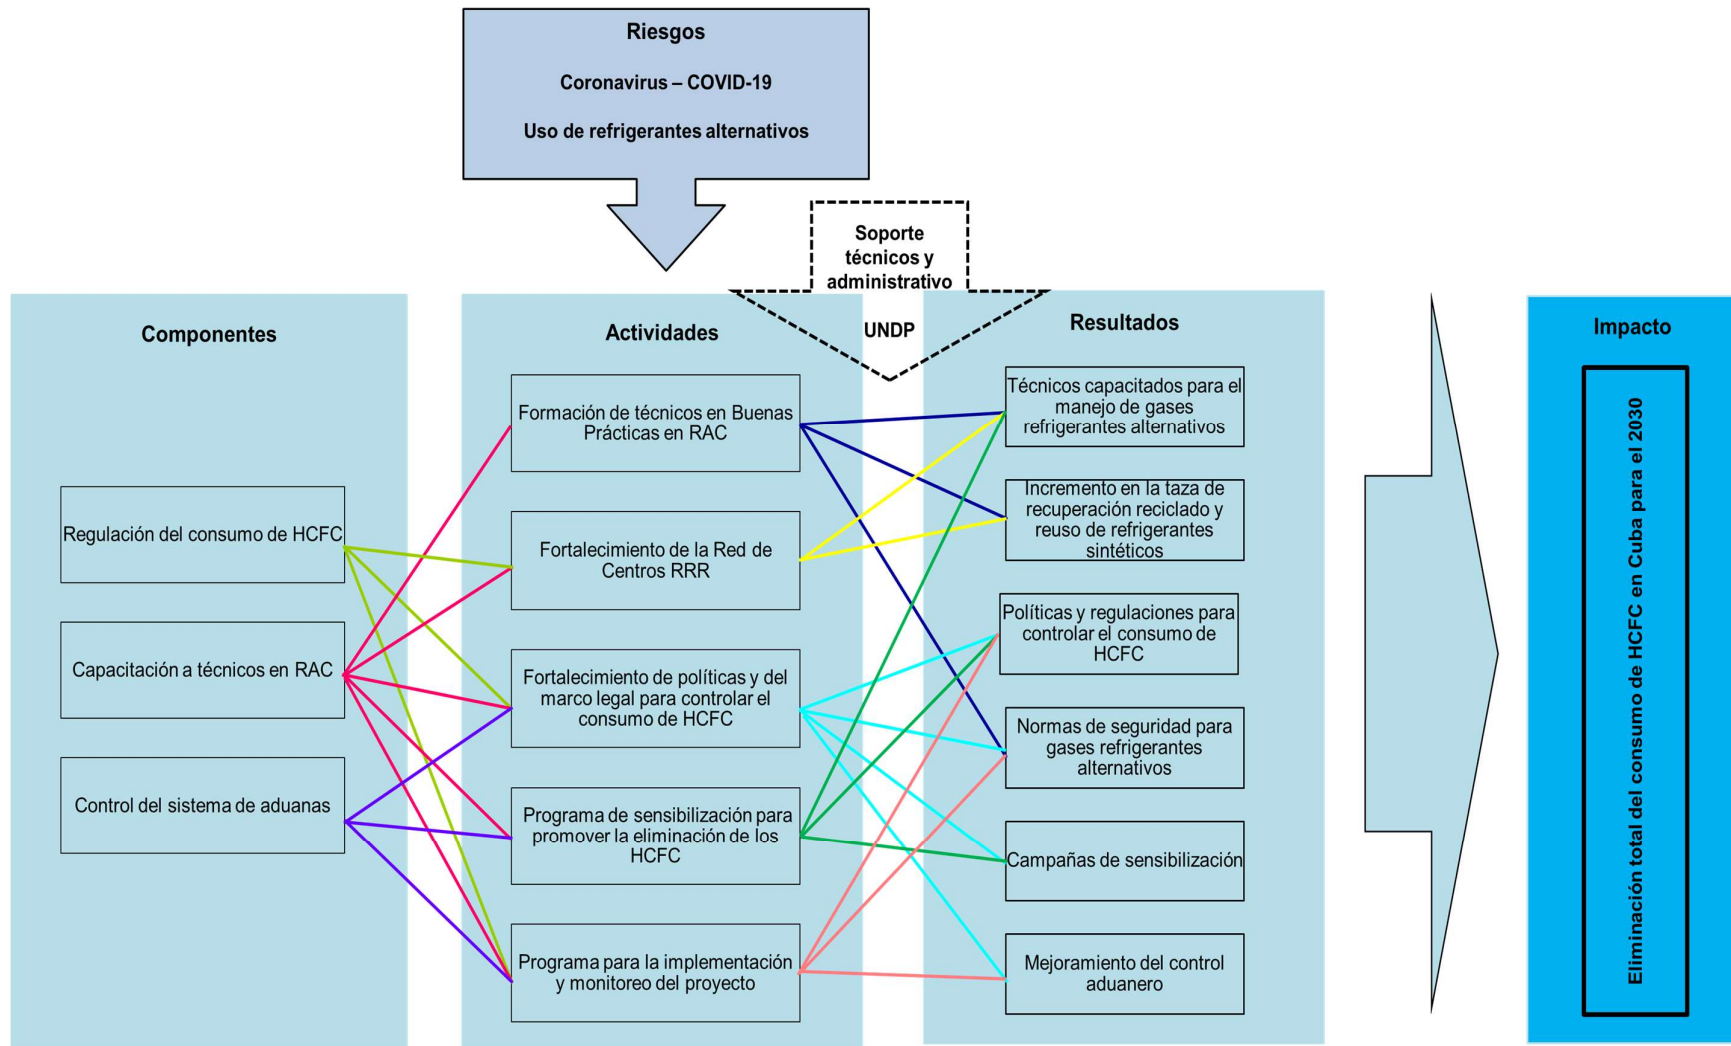 Riesgos
Coronavirus – COVID-19
Uso de refrigerantes alternativos
Soporte
técnicos y
administrativo
UNDP
Componentes
Regulación del consumo de HCFC
Capacitación a técnicos en RAC
Control del sistema de aduanas
Actividades
Formación de técnicos en Buenas
Prácticas en RAC
Fortalecimiento de la Red de
Centros RRR
Fortalecimiento de políticas y del
marco legal para controlar el
consumo de HCFC
Programa de sensibilización para
promover la eliminación de los
HCFC
Programa para la implementación
y monitoreo del proyecto
Resultados
Técnicos capacitados para el
manejo de gases
refrigerantes alternativos
Incremento en la taza de
recuperación reciclado y
reuso de refrigerantes
sintéticos
Políticas y regulaciones para
controlar el consumo de
HCFC
Normas de seguridad para
gases refrigerantes
alternativos
Campañas de sensibilización
Mejoramiento del control
aduanero
Impacto
Eliminación total del consumo de HCFC en Cuba para el 2030